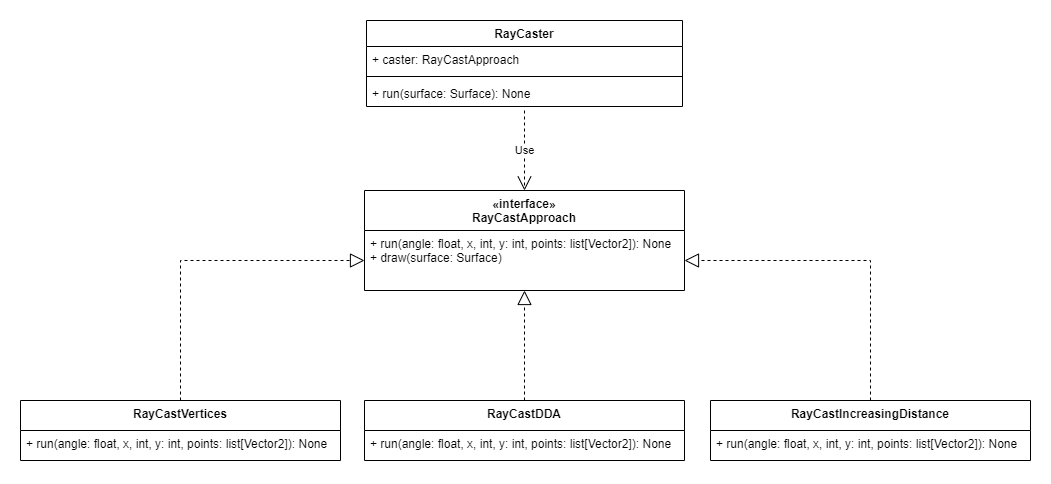 RayCaster
+ caster: RayCastApproach
+ run(surface: Surface): None
Use
«interface»
RayCastApproach
+ run(angle: float, x, int, y: int, points: list[Vector2]): None
+ draw(surface: Surface)
RayCastVertices
+ run(angle: float, x, int, y: int, points: list[Vector2]): None
RayCastDDA
+ run(angle: float, x, int, y: int, points: list[Vector2]): None
RayCastIncreasingDistance
+ run(angle: float, x, int, y: int, points: list[Vector2]): None